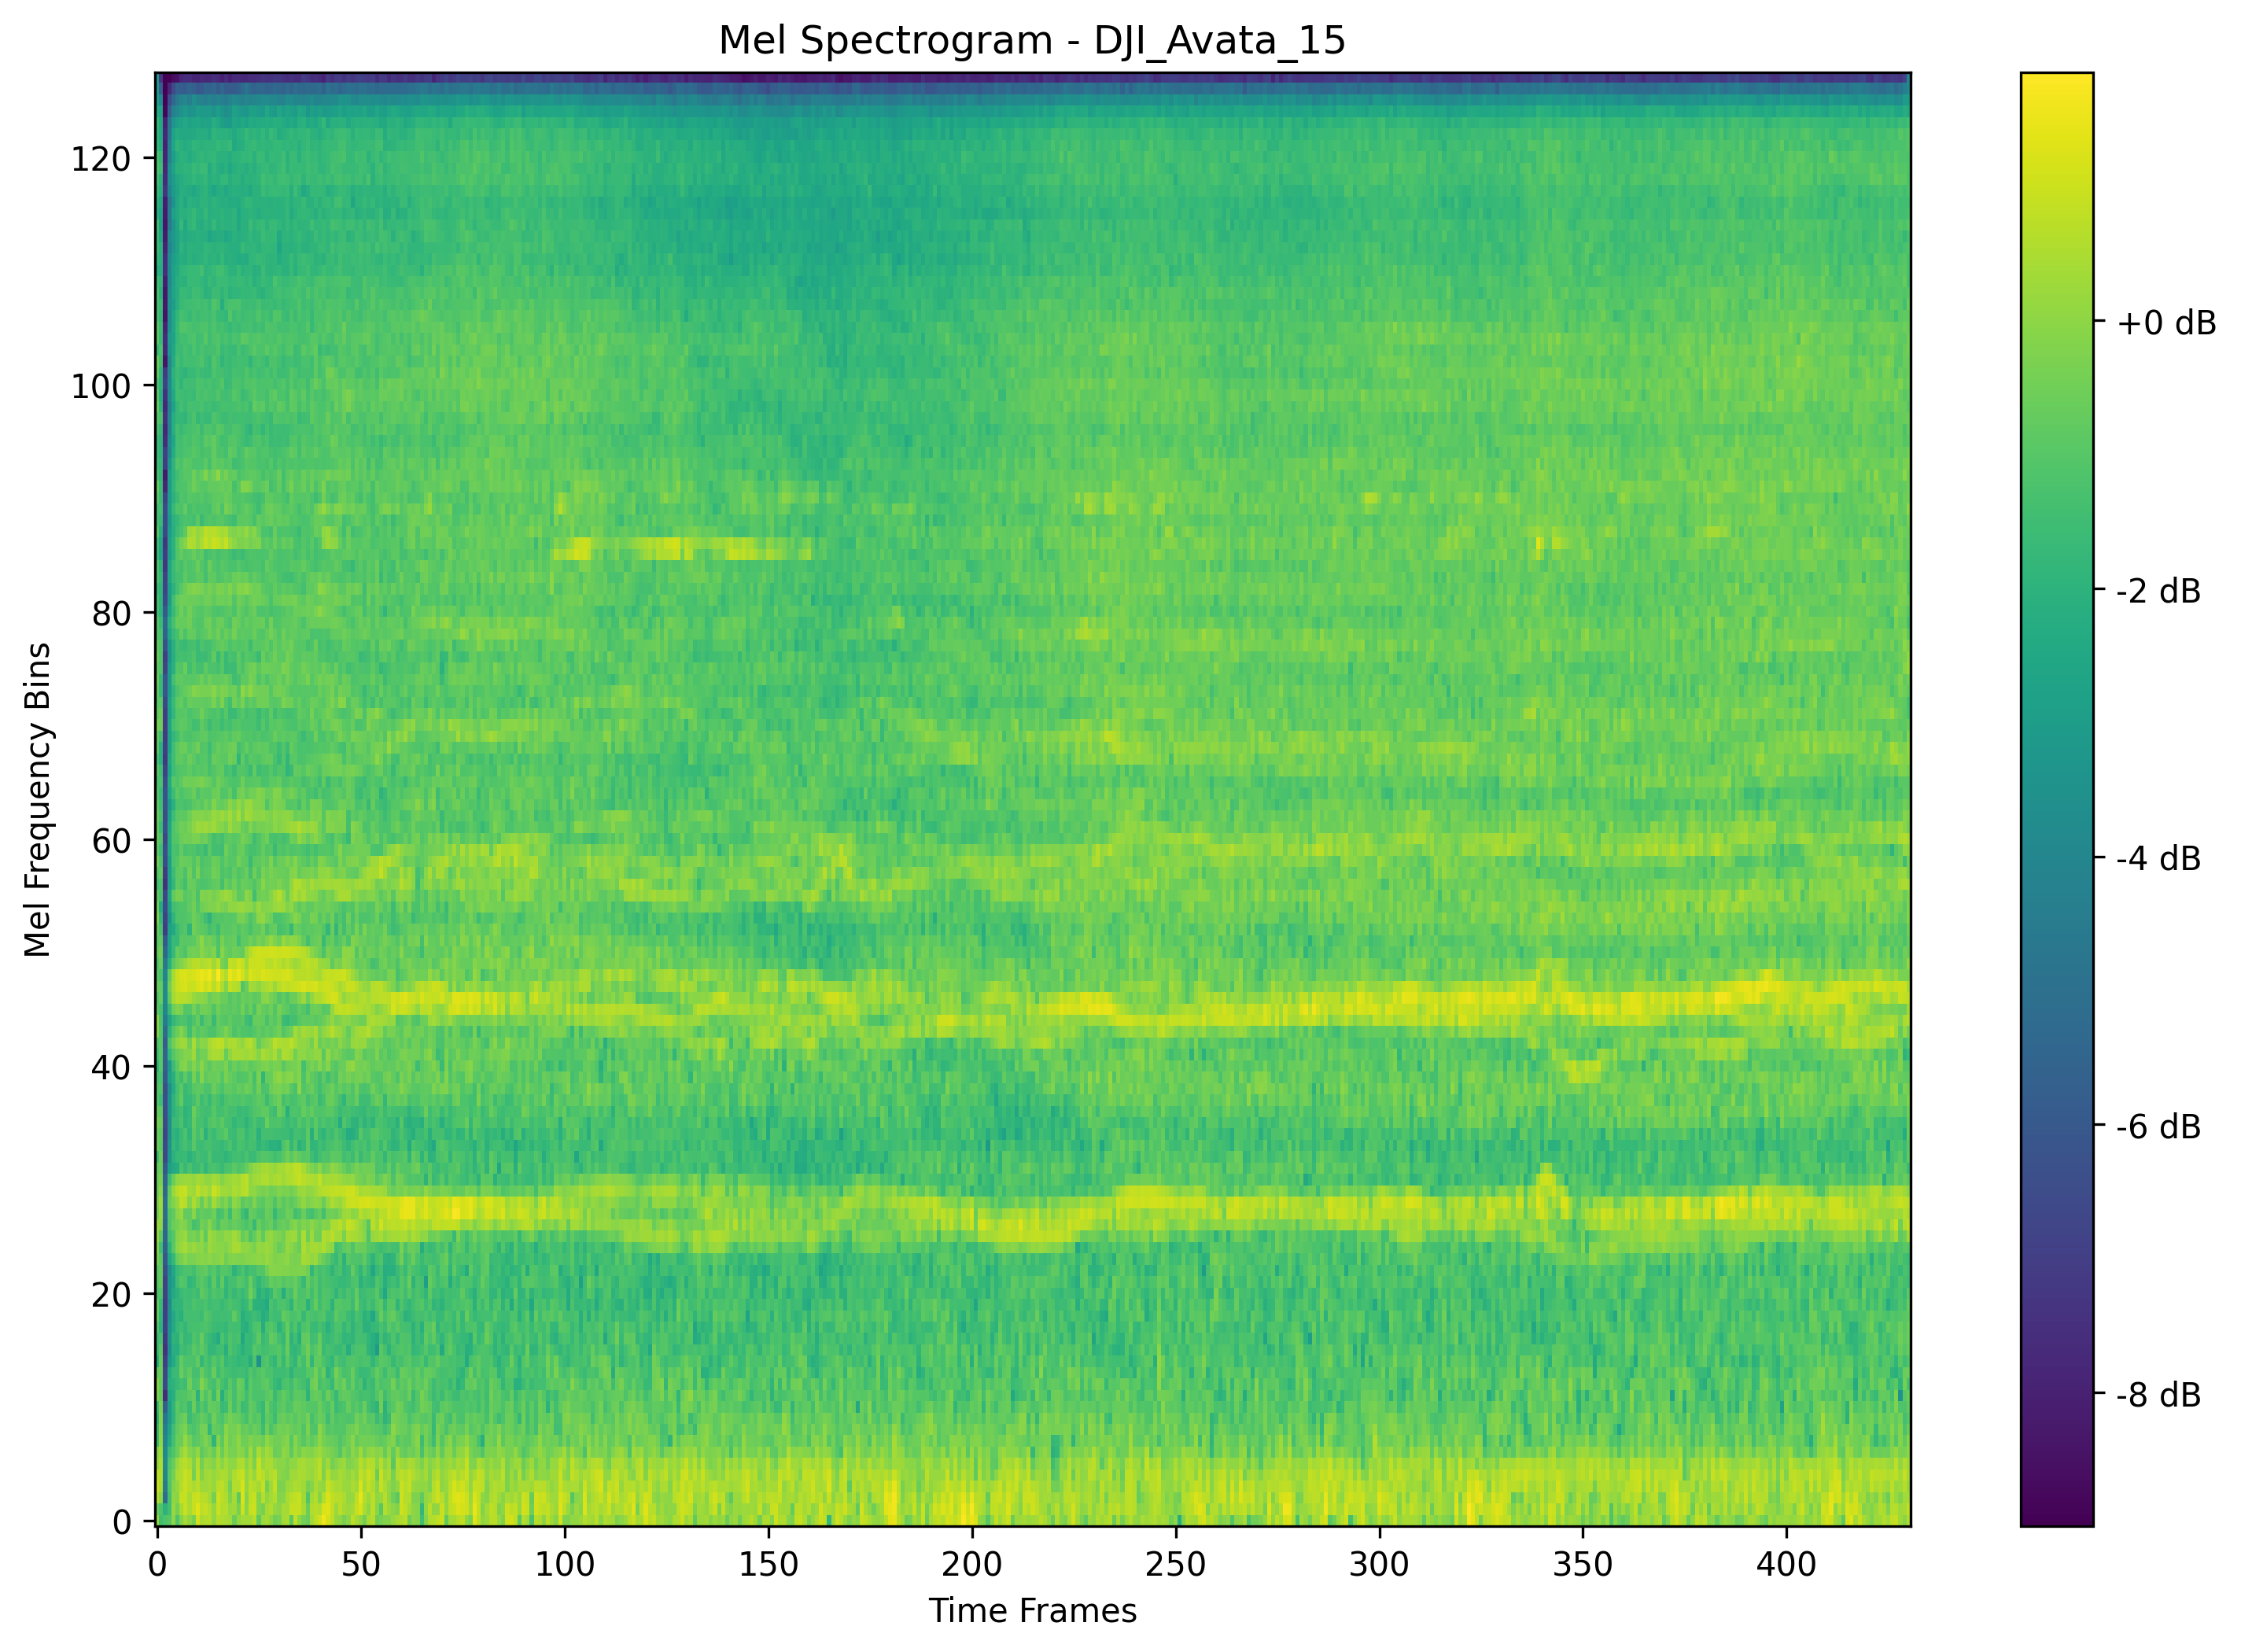 Mel Spectrogram - DJI_Avata_15
Mel Frequency Bins
120
100
80
60
40
20
0
0 50 100 150 200 250 300 350 400
Time Frames
+0 dB
-2 dB
-4 dB
-6 dB
-8 dB